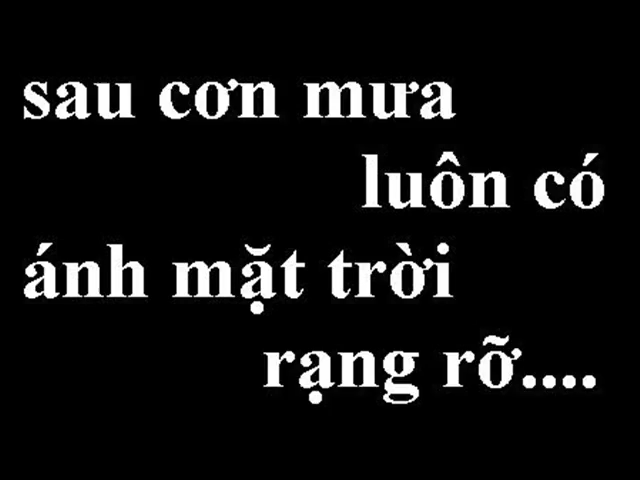 sau cơn mưa
luôn có
ánh mặt trời
rạng rỡ....